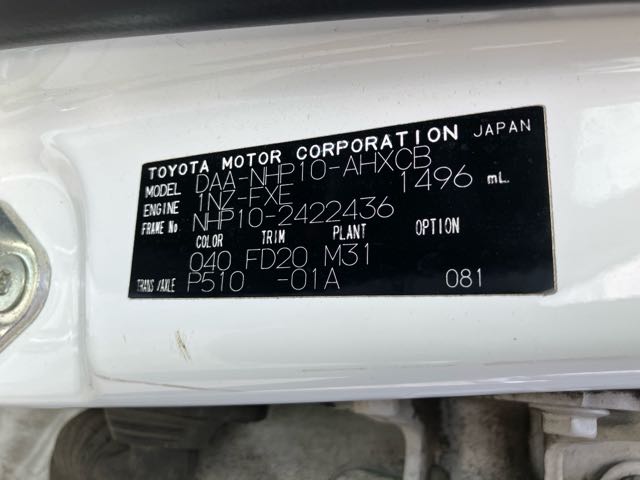 TOYOTA MOTOR CORPORATION JAPAN
MODEL DAA-NHP10-AHXCB
ENGINE 1NZ-FXE 1496 mL.
FRAME No NHP10-2422436
COLOR TRIM PLANT OPTION
040 FD20 M31
TRANS/AXLE P510 -01A 081